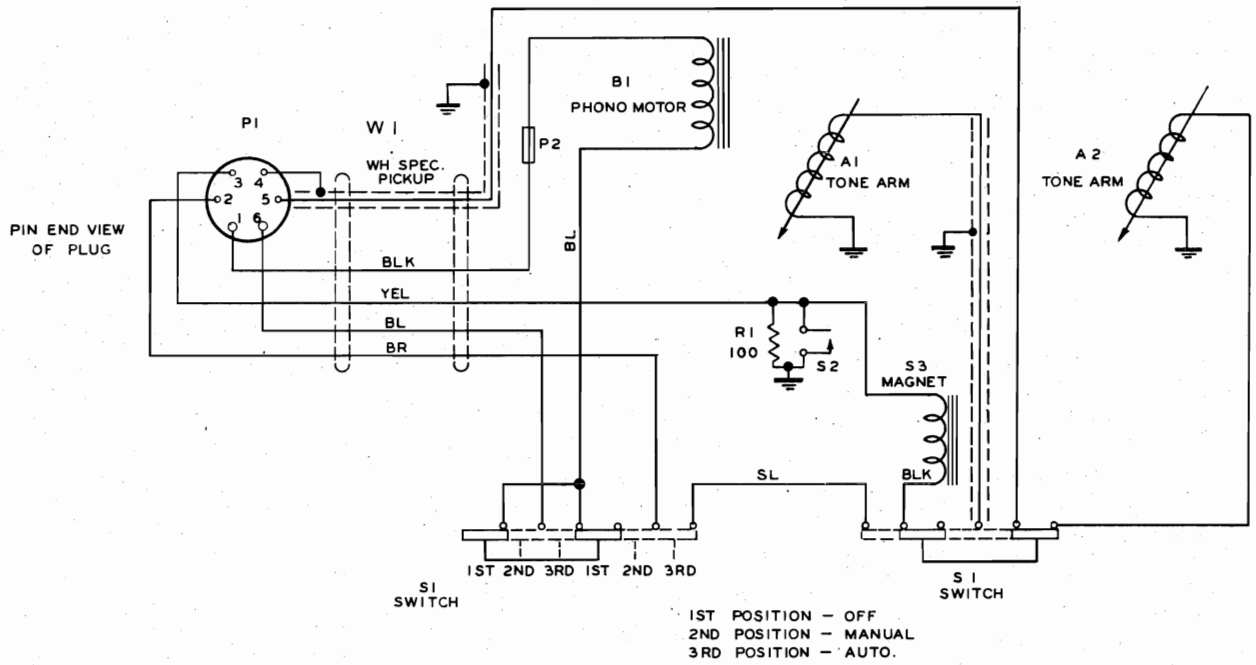 B1
PHONO MOTOR
P1
W1
WH SPEC.
PICKUP
P2
A1
TONE ARM
A2
TONE ARM
3 4
2 5
1 6
PIN END VIEW
OF PLUG
BL
BLK
YEL
BL
BR
R1
100
S2
S3
MAGNET
SL
BLK
1ST 2ND 3RD 1ST 2ND 3RD
S1
SWITCH
S1
SWITCH
1ST POSITION - OFF
2ND POSITION - MANUAL
3RD POSITION - AUTO.